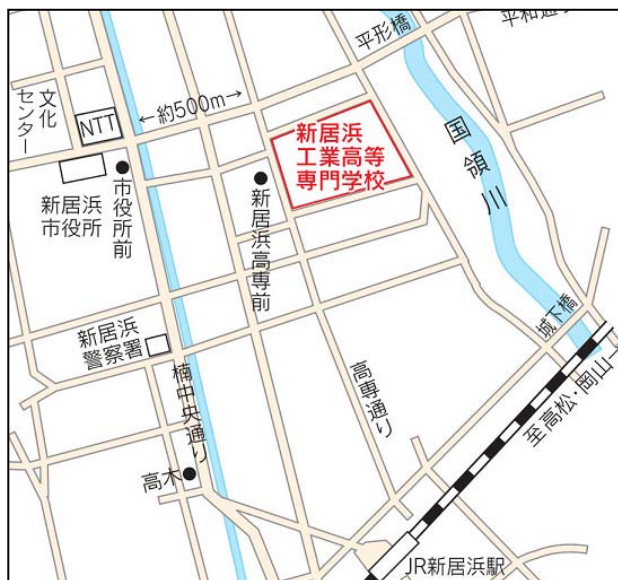 平形橋
平和通り
文化
センター
NTT
←約500m→
新居浜
工業高等
専門学校
国領川
新居浜
市役所
市役所前
新居浜高専前
城下橋
新居浜
警察署
楠中央通り
高専通り
至高松・岡山→
高木
JR新居浜駅